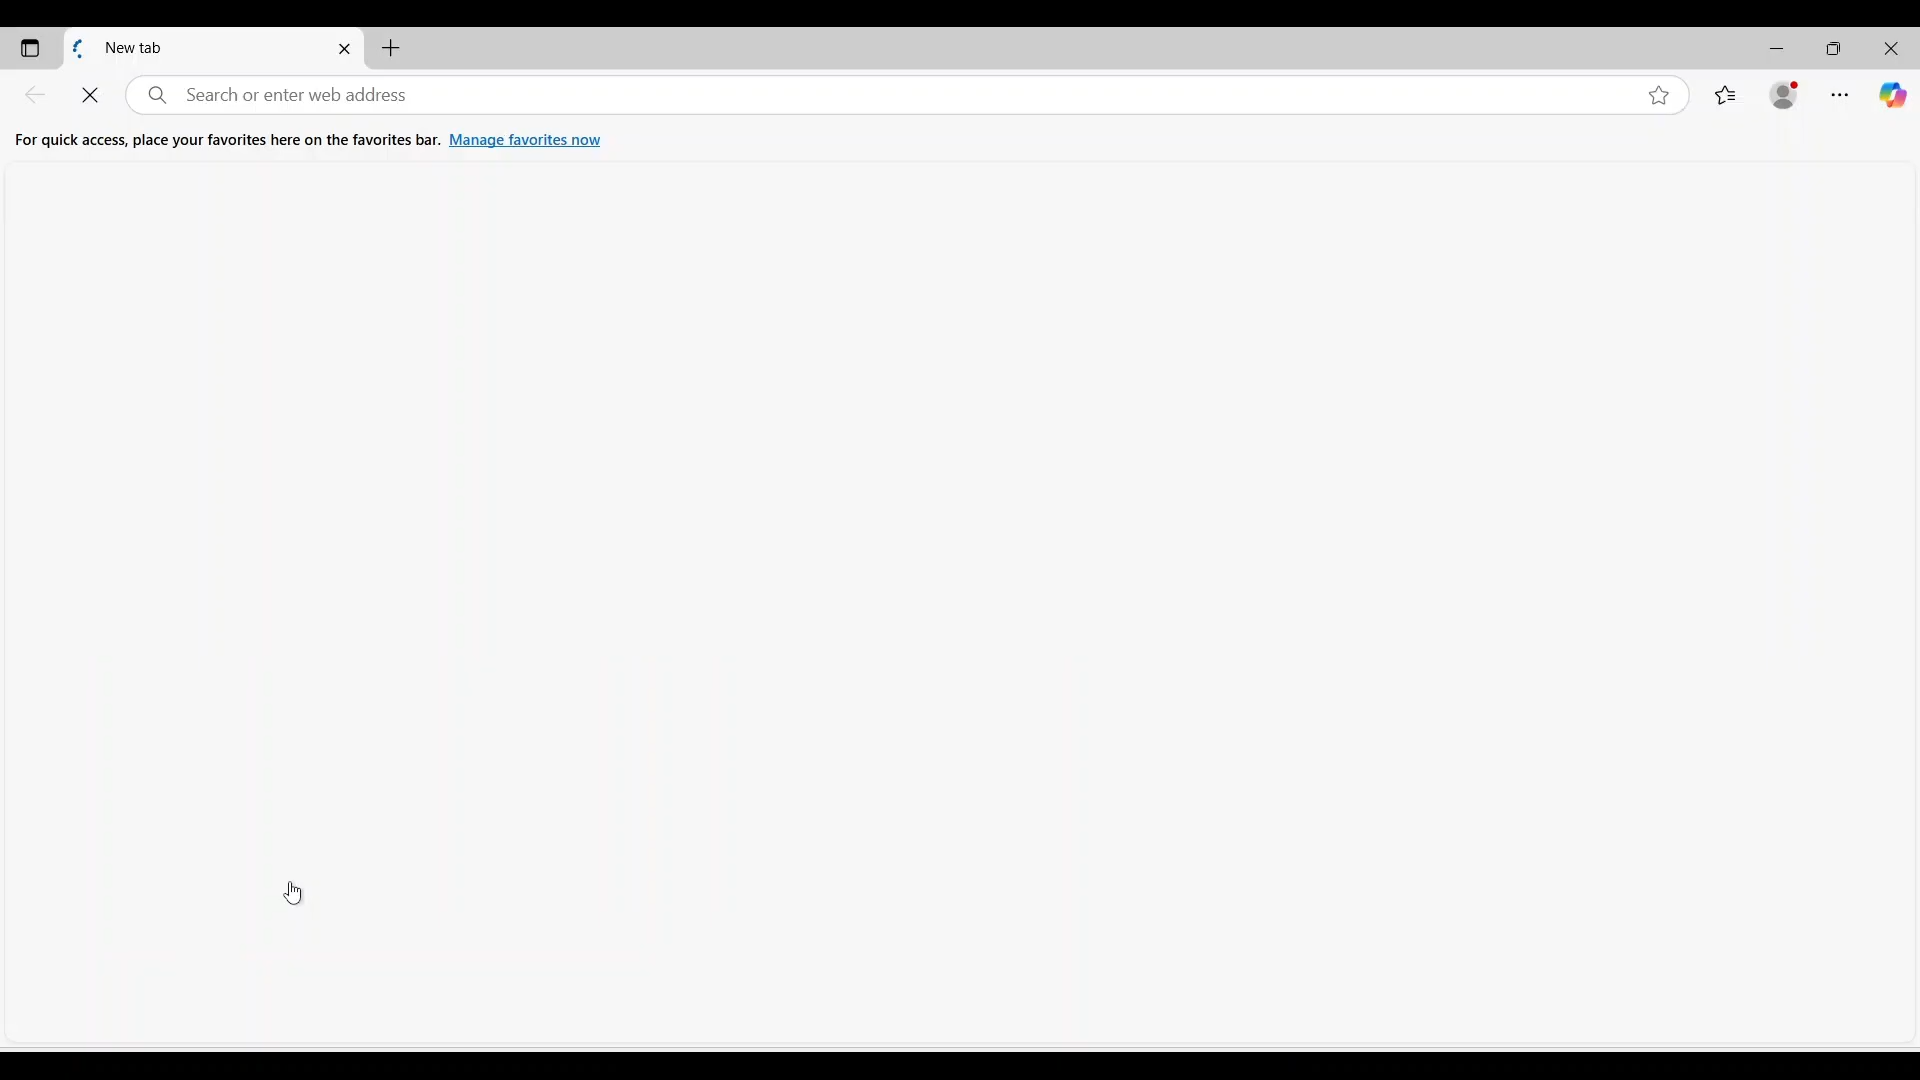 New tab
Search or enter web address
For quick access, place your favorites here on the favorites bar. Manage favorites now